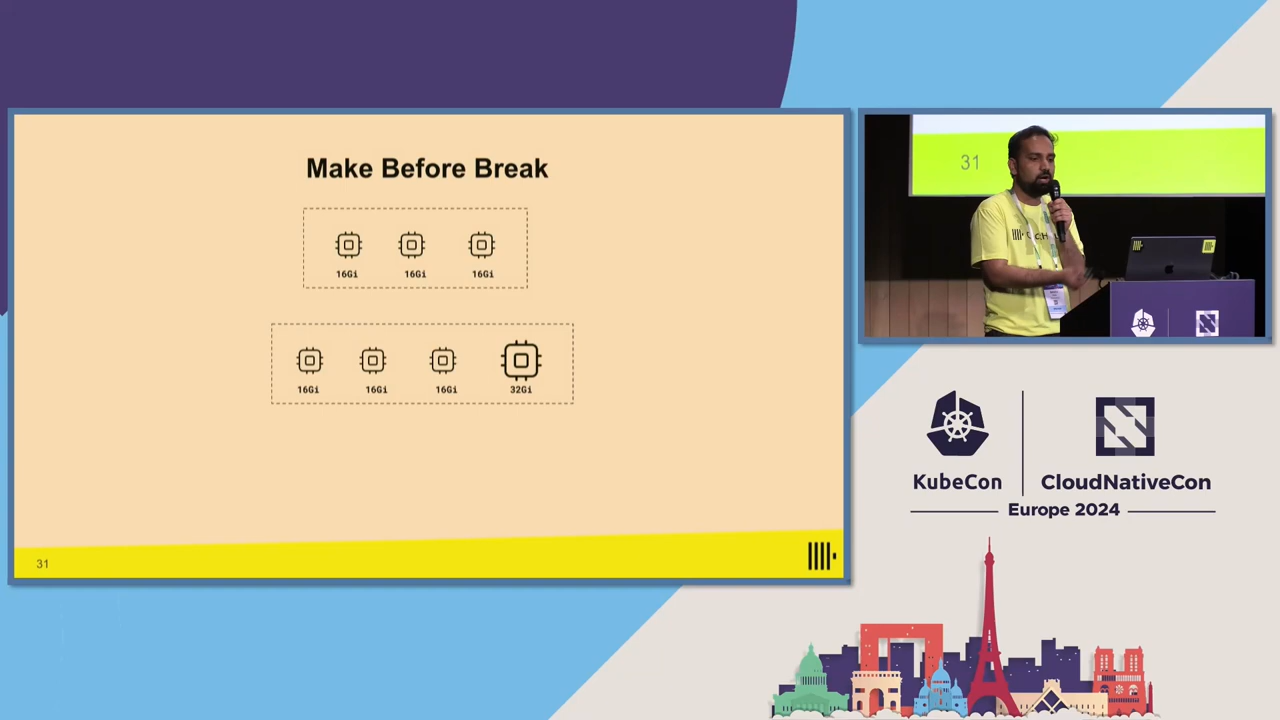 Make Before Break
16Gi 16Gi 16Gi
16Gi 16Gi 16Gi 32Gi
31
31
KubeCon
CloudNativeCon
Europe 2024